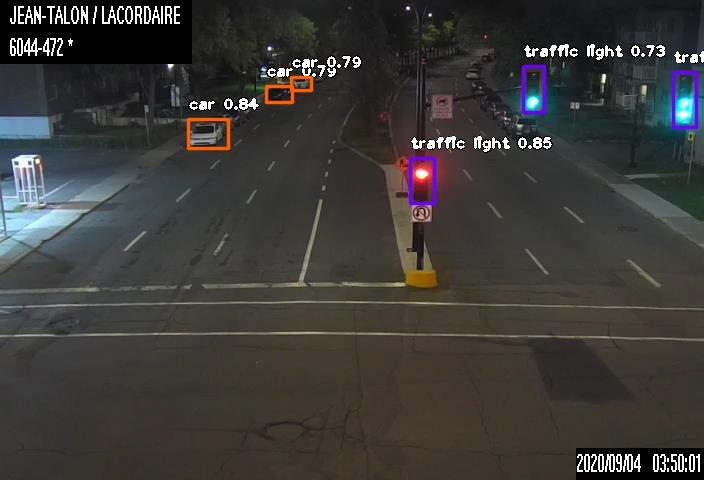 JEAN-TALON / LACORDAIRE
6044-472 *
car 0.79
car 0.79
car 0.84
traffic light 0.73
traf
traffic light 0.85
2020/09/04 03:50:01